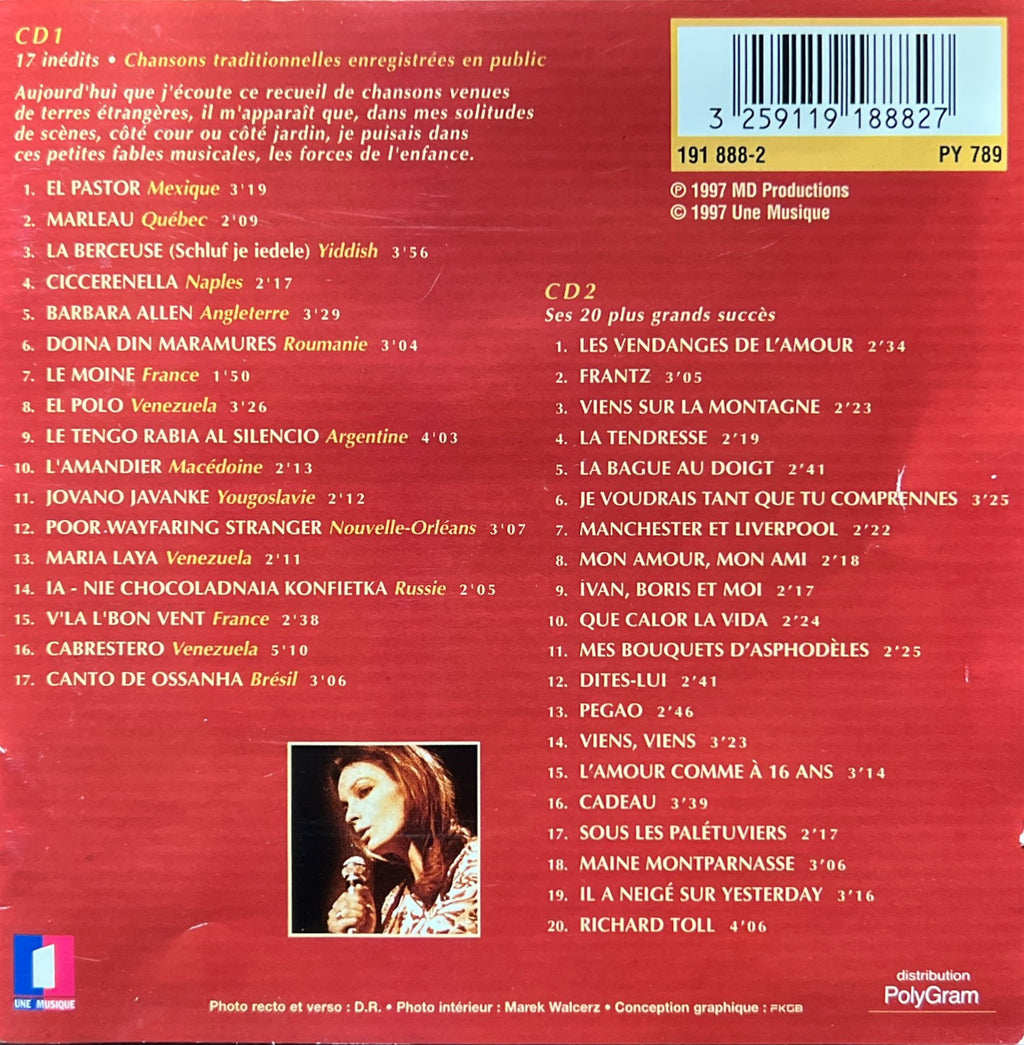 CD1
17 inédits • Chansons traditionnelles enregistrées en public
Aujourd'hui que j'écoute ce recueil de chansons venues
de terres étrangères, il m'apparaît que, dans mes solitudes
de scènes, côté cour ou côté jardin, je puisais dans
ces petites fables musicales, les forces de l'enfance.
1. EL PASTOR Mexique 3'19
2. MARLEAU Québec 2'09
3. LA BERCEUSE (Schluf je iedele) Yiddish 3'56
4. CICCERENELLA Naples 2'17
5. BARBARA ALLEN Angleterre 3'29
6. DOINA DIN MARAMURES Roumanie 3'04
7. LE MOINE France 1'50
8. EL POLO Venezuela 3'26
9. LE TENGO RABIA AL SILENCIO Argentine 4'03
10. L'AMANDIER Macédoine 2'13
11. JOVANO JAVANKE Yougoslavie 2'12
12. POOR WAYFARING STRANGER Nouvelle-Orléans 3'07
13. MARIA LAYA Venezuela 2'11
14. IA - NIE CHOCOLADNAIA KONFIETKA Russie 2'05
15. V'LA L'BON VENT France 2'38
16. CABRESTERO Venezuela 5'10
17. CANTO DE OSSANHA Brésil 3'06
3 259119 188827
191 888-2 PY 789
℗ 1997 MD Productions
© 1997 Une Musique
CD2
Ses 20 plus grands succès
1. LES VENDANGES DE L'AMOUR 2'34
2. FRANTZ 3'05
3. VIENS SUR LA MONTAGNE 2'23
4. LA TENDRESSE 2'19
5. LA BAGUE AU DOIGT 2'41
6. JE VOUDRAIS TANT QUE TU COMPRENNES 3'25
7. MANCHESTER ET LIVERPOOL 2'22
8. MON AMOUR, MON AMI 2'18
9. IVAN, BORIS ET MOI 2'17
10. QUE CALOR LA VIDA 2'24
11. MES BOUQUETS D'ASPHODÈLES 2'25
12. DITES-LUI 2'41
13. PEGAO 2'46
14. VIENS, VIENS 3'23
15. L'AMOUR COMME À 16 ANS 3'14
16. CADEAU 3'39
17. SOUS LES PALÉTUVIERS 2'17
18. MAINE MONTPARNASSE 3'06
19. IL A NEIGÉ SUR YESTERDAY 3'16
20. RICHARD TOLL 4'06
UNE MUSIQUE
Photo recto et verso : D.R. • Photo intérieur : Marek Walcerz • Conception graphique : FKGB
distribution
PolyGram